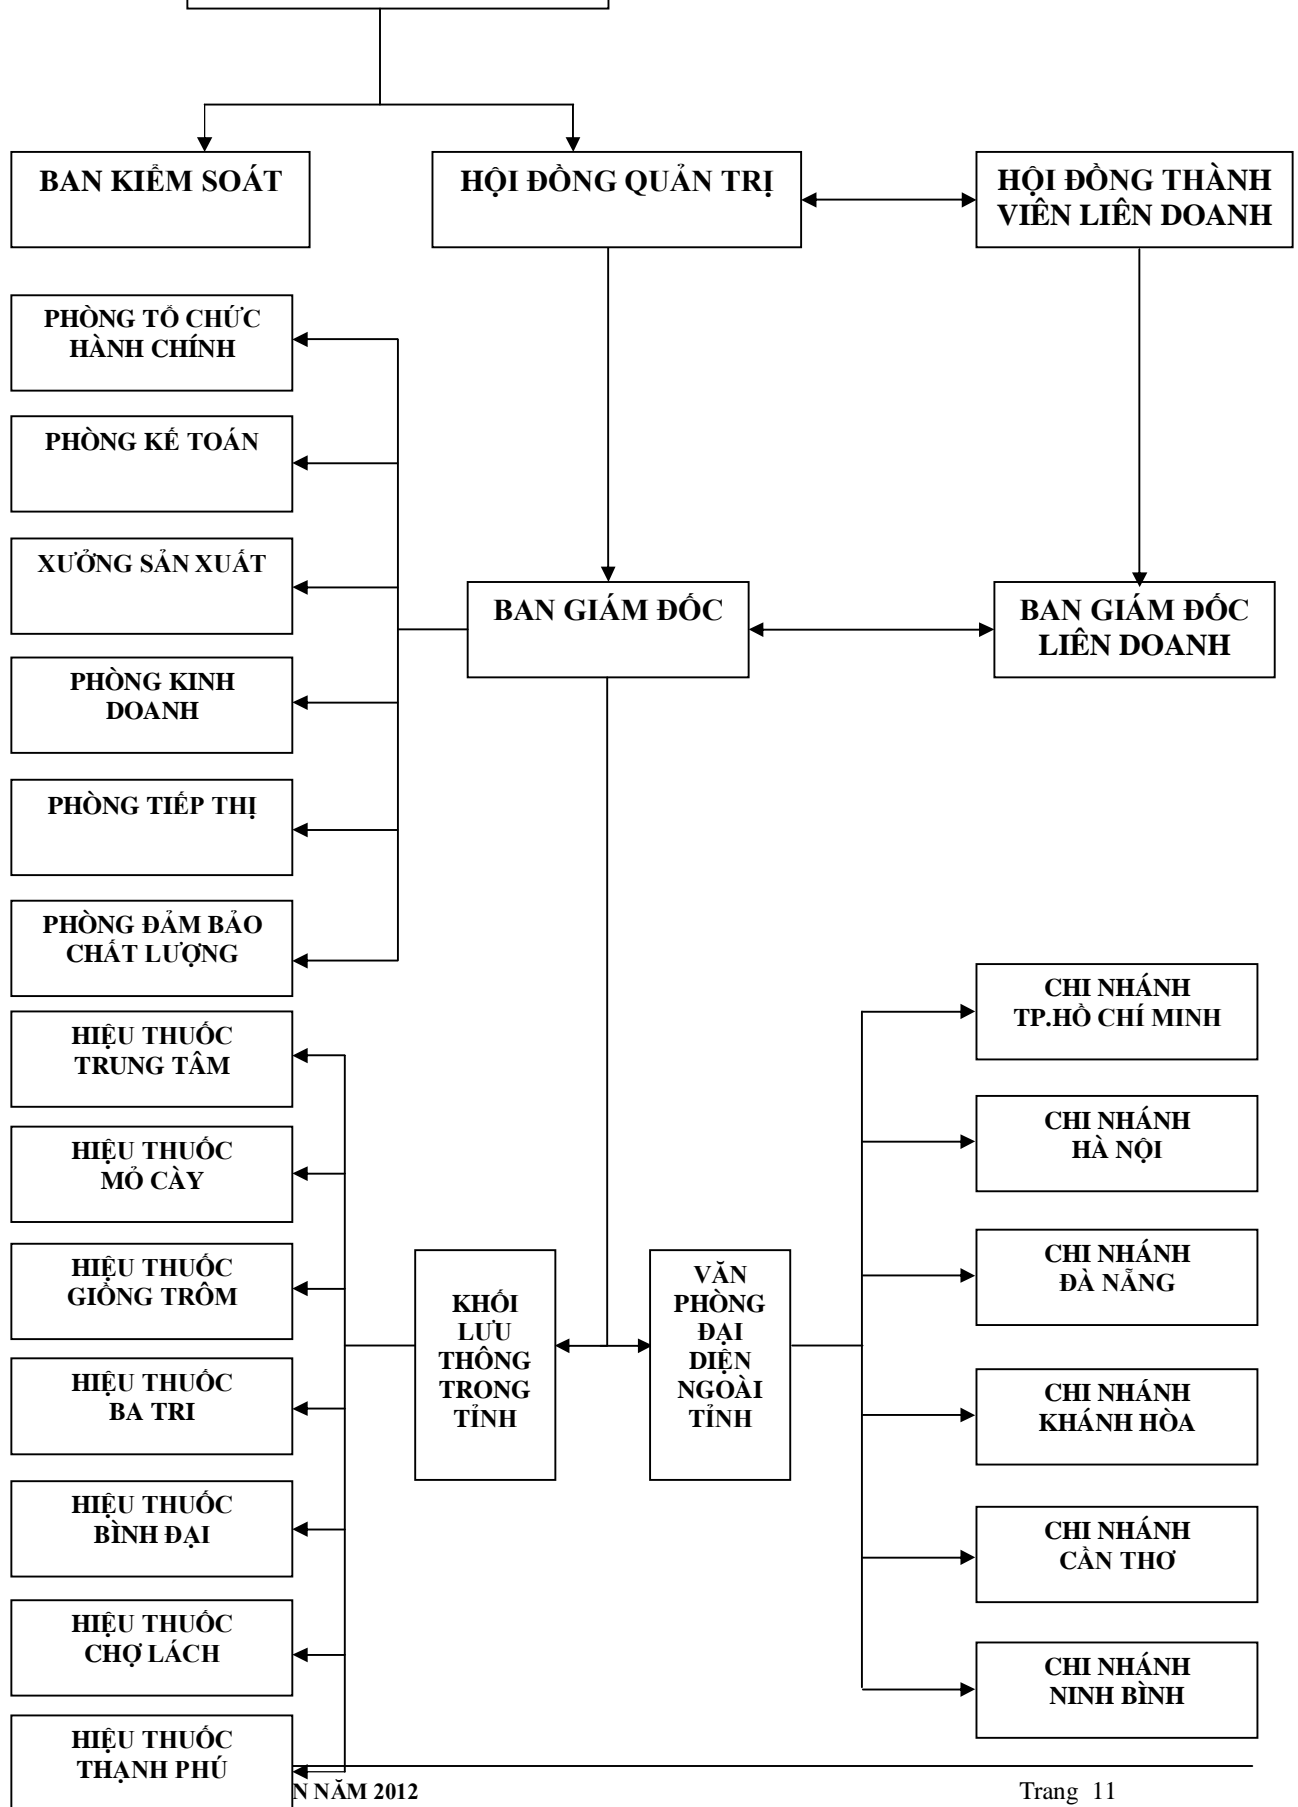 BAN KIỂM SOÁT
HỘI ĐỒNG QUẢN TRỊ
HỘI ĐỒNG THÀNH
VIÊN LIÊN DOANH
PHÒNG TỔ CHỨC
HÀNH CHÍNH
PHÒNG KẾ TOÁN
XƯỞNG SẢN XUẤT
BAN GIÁM ĐỐC
BAN GIÁM ĐỐC
LIÊN DOANH
PHÒNG KINH
DOANH
PHÒNG TIẾP THỊ
PHÒNG ĐẢM BẢO
CHẤT LƯỢNG
HIỆU THUỐC
TRUNG TÂM
HIỆU THUỐC
MỎ CÀY
HIỆU THUỐC
GIỒNG TRÔM
HIỆU THUỐC
BA TRI
HIỆU THUỐC
BÌNH ĐẠI
HIỆU THUỐC
CHỢ LÁCH
HIỆU THUỐC
THẠNH PHÚ
KHỐI
LƯU
THÔNG
TRONG
TỈNH
VĂN
PHÒNG
ĐẠI
DIỆN
NGOÀI
TỈNH
CHI NHÁNH
TP.HỒ CHÍ MINH
CHI NHÁNH
HÀ NỘI
CHI NHÁNH
ĐÀ NẴNG
CHI NHÁNH
KHÁNH HÒA
CHI NHÁNH
CẦN THƠ
CHI NHÁNH
NINH BÌNH
N NĂM 2012
Trang 11